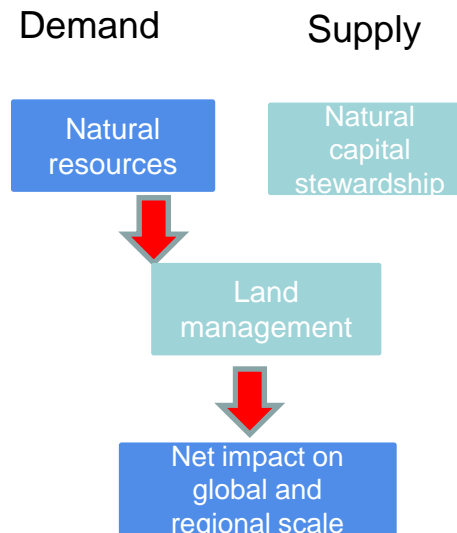 Demand
Supply
Natural
resources
Natural
capital
stewardship
Land
management
Net impact on
global and
regional scale